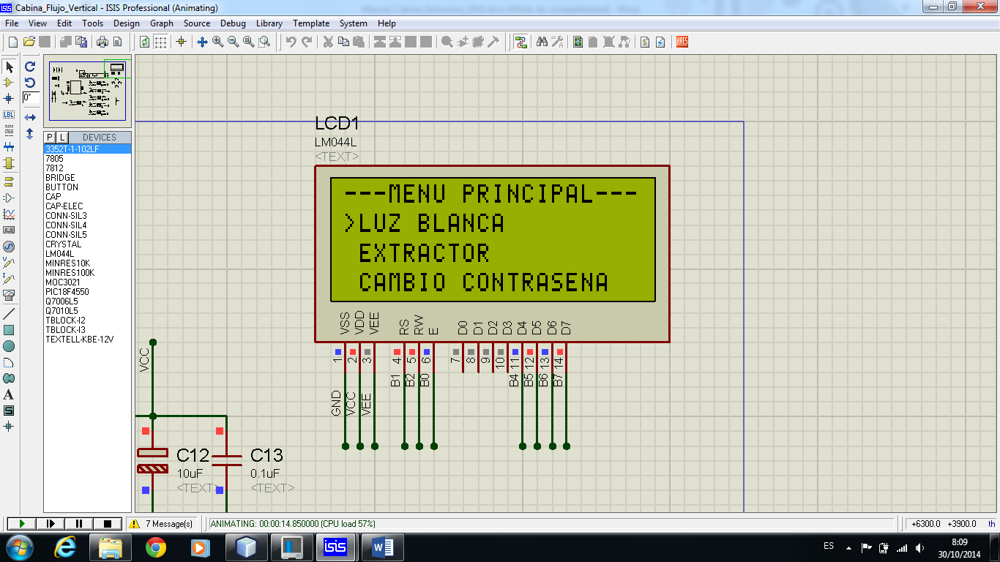 Cabina_Flujo_Vertical - ISIS Professional (Animating)
File View Edit Tools Design Graph Source Debug Library Template System Help
0°
LBL
ARES
P L DEVICES
3352T-1-102LF
7805
7812
BRIDGE
BUTTON
CAP
CAP-ELEC
CONN-SIL3
CONN-SIL4
CONN-SIL5
CRYSTAL
LM044L
MINRES10K
MINRES100K
MOC3021
PIC18F4550
Q7006L5
Q7010L5
TBLOCK-I2
TBLOCK-I3
TEXTELL-KBE-12V
LCD1
LM044L
<TEXT>
---MENU PRINCIPAL---
>LUZ BLANCA
EXTRACTOR
CAMBIO CONTRASENA
VSS VDD VEE RS RW E D0 D1 D2 D3 D4 D5 D6 D7
1 2 3 4 5 6 7 8 9 10 11 12 13 14
B1 B2 B0 B4 B5 B6 B7
GND VCC VEE
VCC
C12
10uF
<TEXT>
C13
0.1uF
<TEXT>
7 Message(s)
ANIMATING: 00:00:14.850000 (CPU load 57%)
+6300.0 +3900.0 th
isis
ES
8:09
30/10/2014